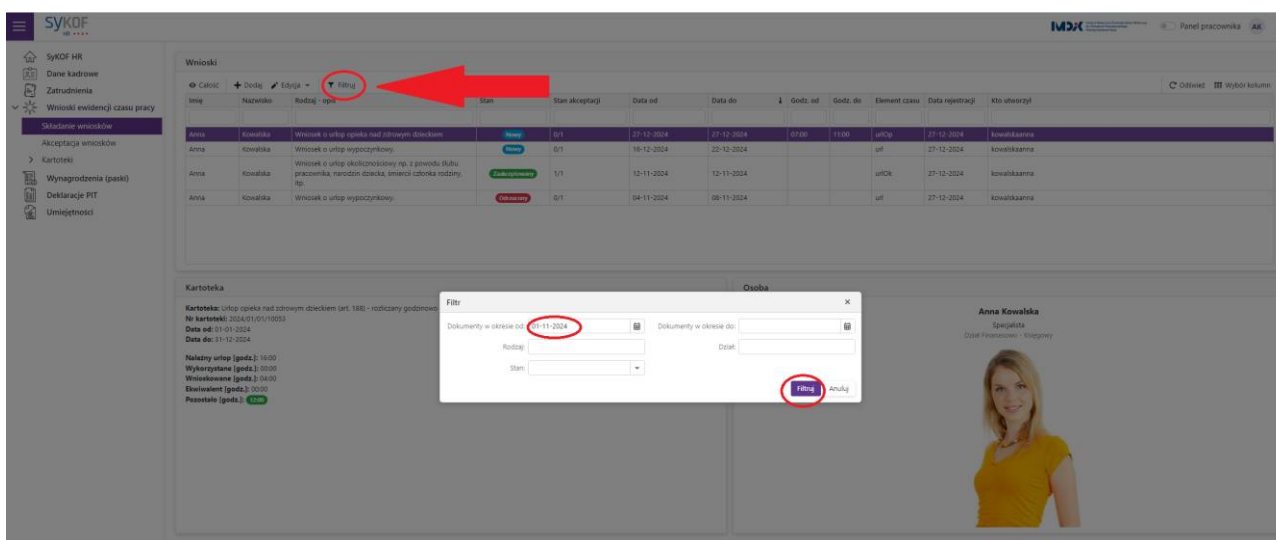 SyKOF
HR
Panel pracownika AK
SyKOF HR
Dane kadrowe
Zatrudnienia
Wnioski ewidencji czasu pracy
Składanie wniosków
Akceptacja wniosków
Kartoteki
Wynagrodzenia (paski)
Deklaracje PIT
Umiejętności
Wnioski
Całość Dodaj Edycja Filtruj Odśwież Wybór kolumn
Imię Nazwisko Rodzaj - opis Stan Stan akceptacji Data od Data do Godz. od Godz. do Element czasu Data rejestracji Kto utworzył
Anna Kowalska Wniosek o urlop opieka nad zdrowym dzieckiem Nowy 0/1 27-12-2024 27-12-2024 07:00 11:00 urlOp 27-12-2024 kowalskaanna
Anna Kowalska Wniosek o urlop wypoczynkowy. Nowy 0/1 16-12-2024 22-12-2024 url 27-12-2024 kowalskaanna
Wniosek o urlop okolicznościowy np. z powodu ślubu
Anna Kowalska pracownika, narodzin dziecka, śmierci członka rodziny, Zaakceptowany 1/1 12-11-2024 12-11-2024 urlOk 27-12-2024 kowalskaanna
itp.
Anna Kowalska Wniosek o urlop wypoczynkowy. Odrzucony 0/1 04-11-2024 08-11-2024 url 27-12-2024 kowalskaanna
Kartoteka
Kartoteka: Urlop opieka nad zdrowym dzieckiem (art. 188) - rozliczany godzinowo
Nr kartoteki: 2024/01/01/10053
Data od: 01-01-2024
Data do: 31-12-2024
Należny urlop [godz.]: 16:00
Wykorzystane [godz.]: 00:00
Wnioskowane [godz.]: 04:00
Ekwiwalent [godz.]: 00:00
Pozostało [godz.]: 12:00
Filtr
Dokumenty w okresie od: 01-11-2024 Dokumenty w okresie do:
Rodzaj: Dział:
Stan:
Filtruj Anuluj
Osoba
Anna Kowalska
Specjalista
Dział Finansowo - Księgowy